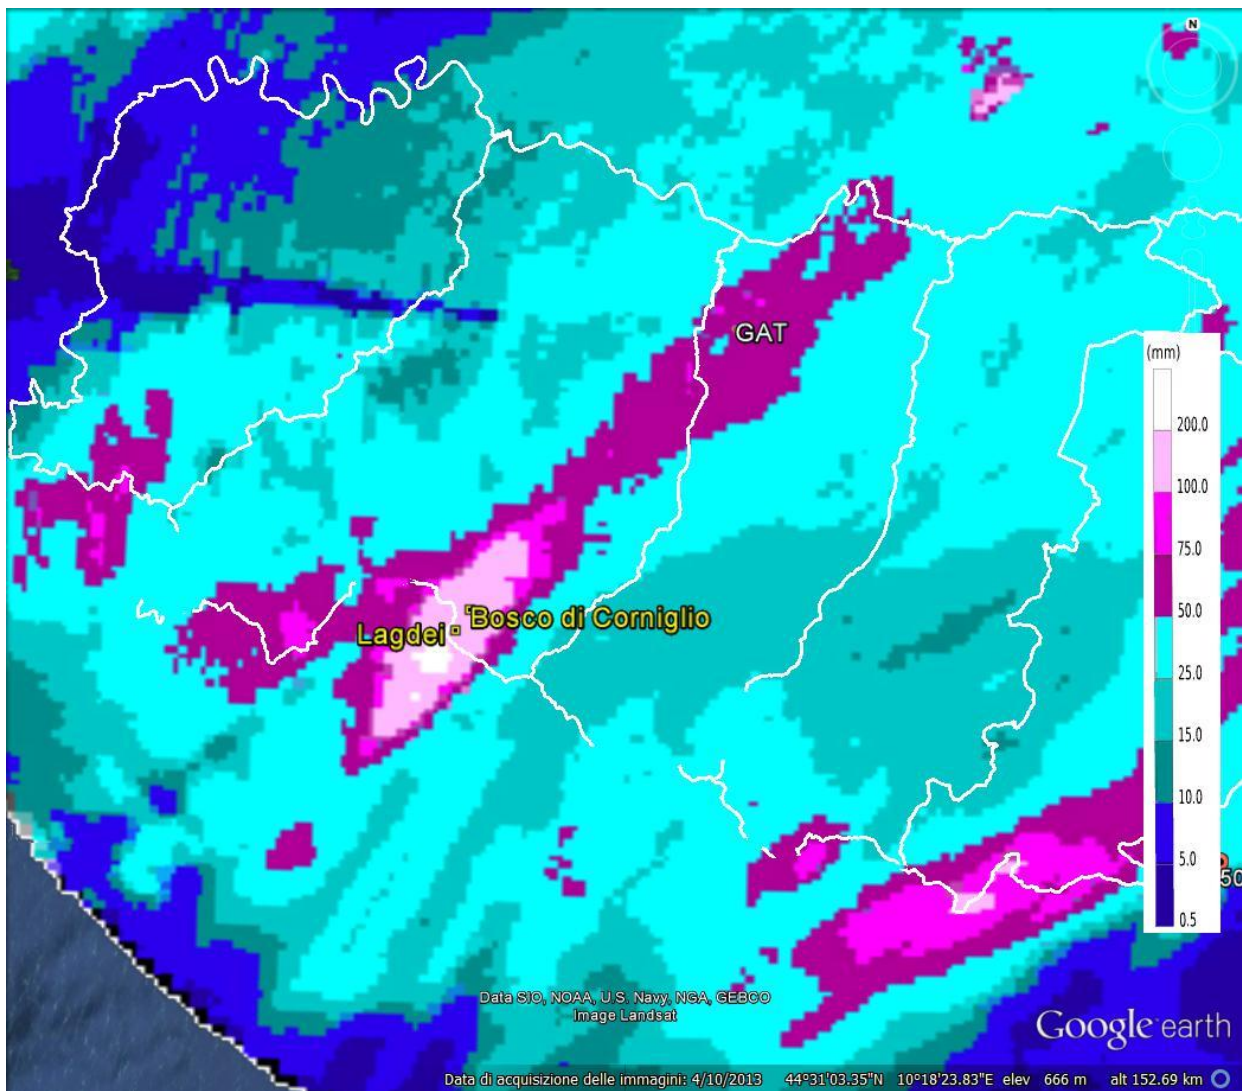 N
GAT
(mm)
200.0
100.0
75.0
50.0
25.0
15.0
10.0
5.0
0.5
Bosco di Corniglio
Lagdei
50
Data SIO, NOAA, U.S. Navy, NGA, GEBCO
Image Landsat
Google earth
Data di acquisizione delle immagini: 4/10/2013 44°31'03.35"N 10°18'23.83"E elev 666 m alt 152.69 km